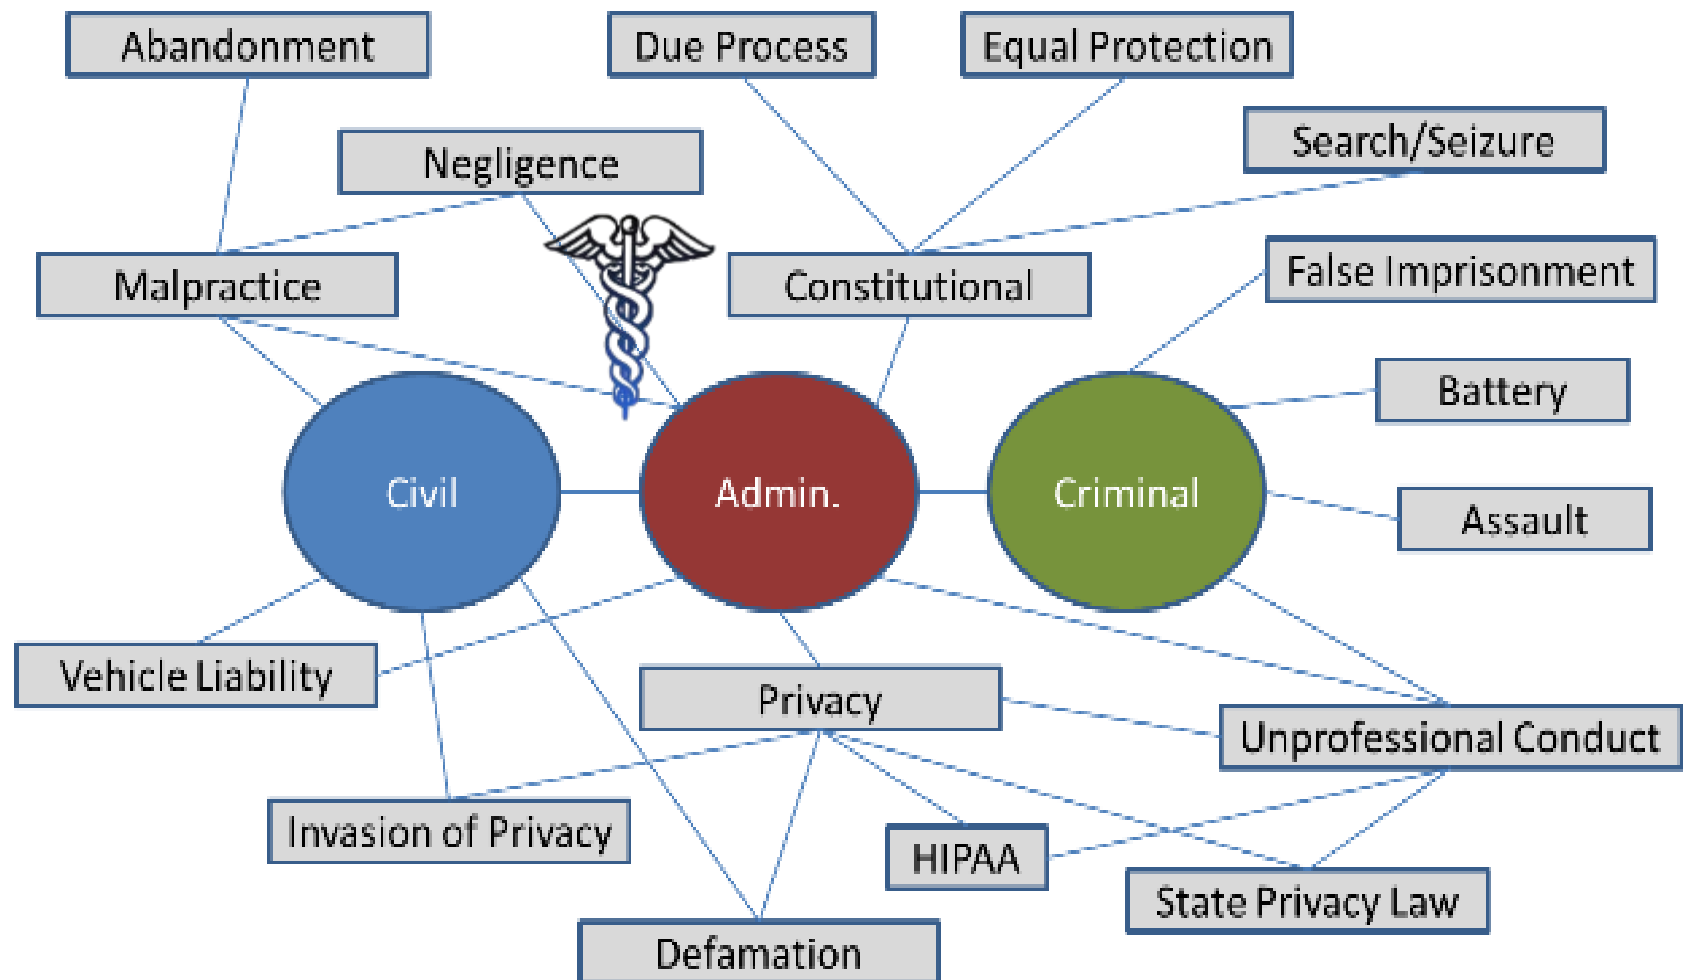 Abandonment
Due Process
Equal Protection
Search/Seizure
Negligence
False Imprisonment
Malpractice
Constitutional
Battery
Civil
Admin.
Criminal
Assault
Vehicle Liability
Privacy
Unprofessional Conduct
Invasion of Privacy
HIPAA
State Privacy Law
Defamation